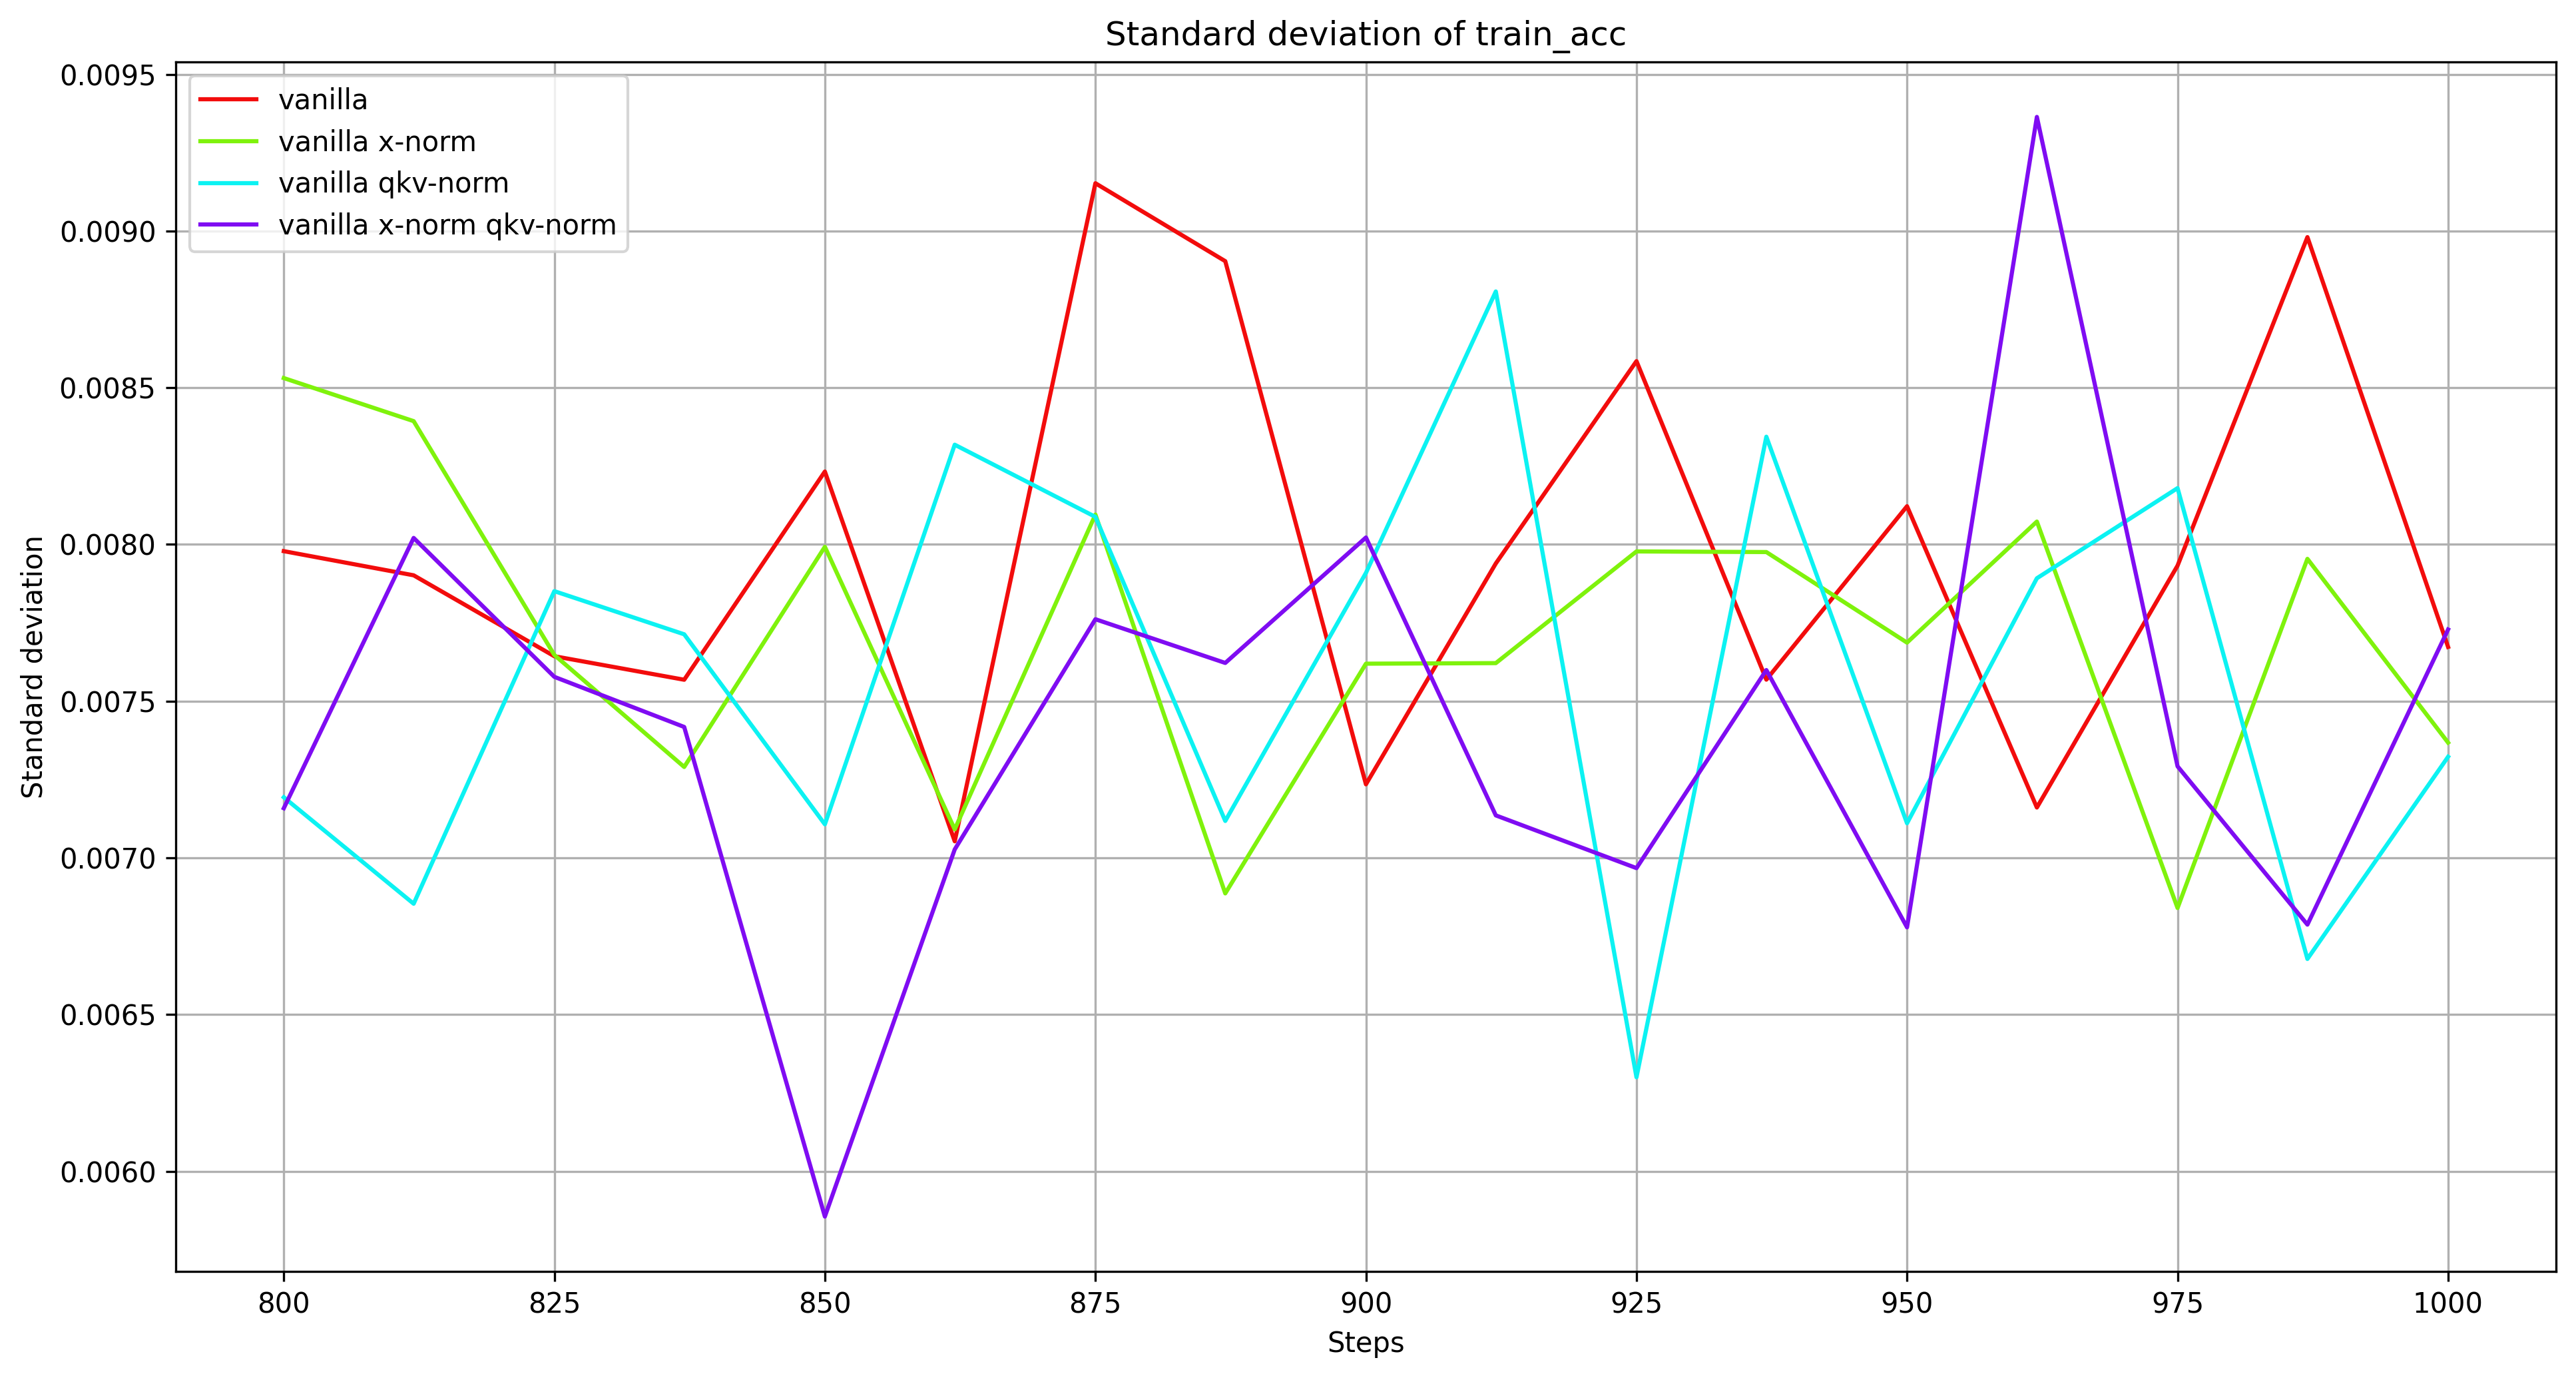 Standard deviation of train_acc
vanilla
vanilla x-norm
vanilla qkv-norm
vanilla x-norm qkv-norm
Standard deviation
0.0095
0.0090
0.0085
0.0080
0.0075
0.0070
0.0065
0.0060
800 825 850 875 900 925 950 975 1000
Steps